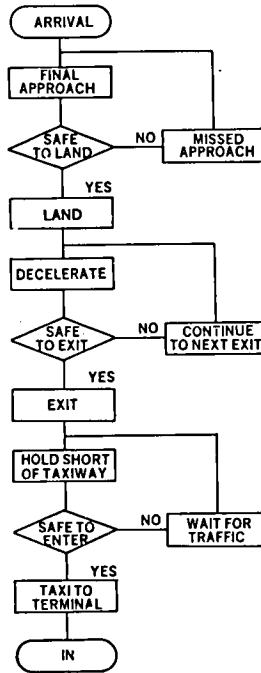 ARRIVAL
FINAL
APPROACH
SAFE
TO LAND
NO
MISSED
APPROACH
YES
LAND
DECELERATE
SAFE
TO EXIT
NO
CONTINUE
TO NEXT EXIT
YES
EXIT
HOLD SHORT
OF TAXIWAY
SAFE TO
ENTER
NO
WAIT FOR
TRAFFIC
YES
TAXI TO
TERMINAL
IN